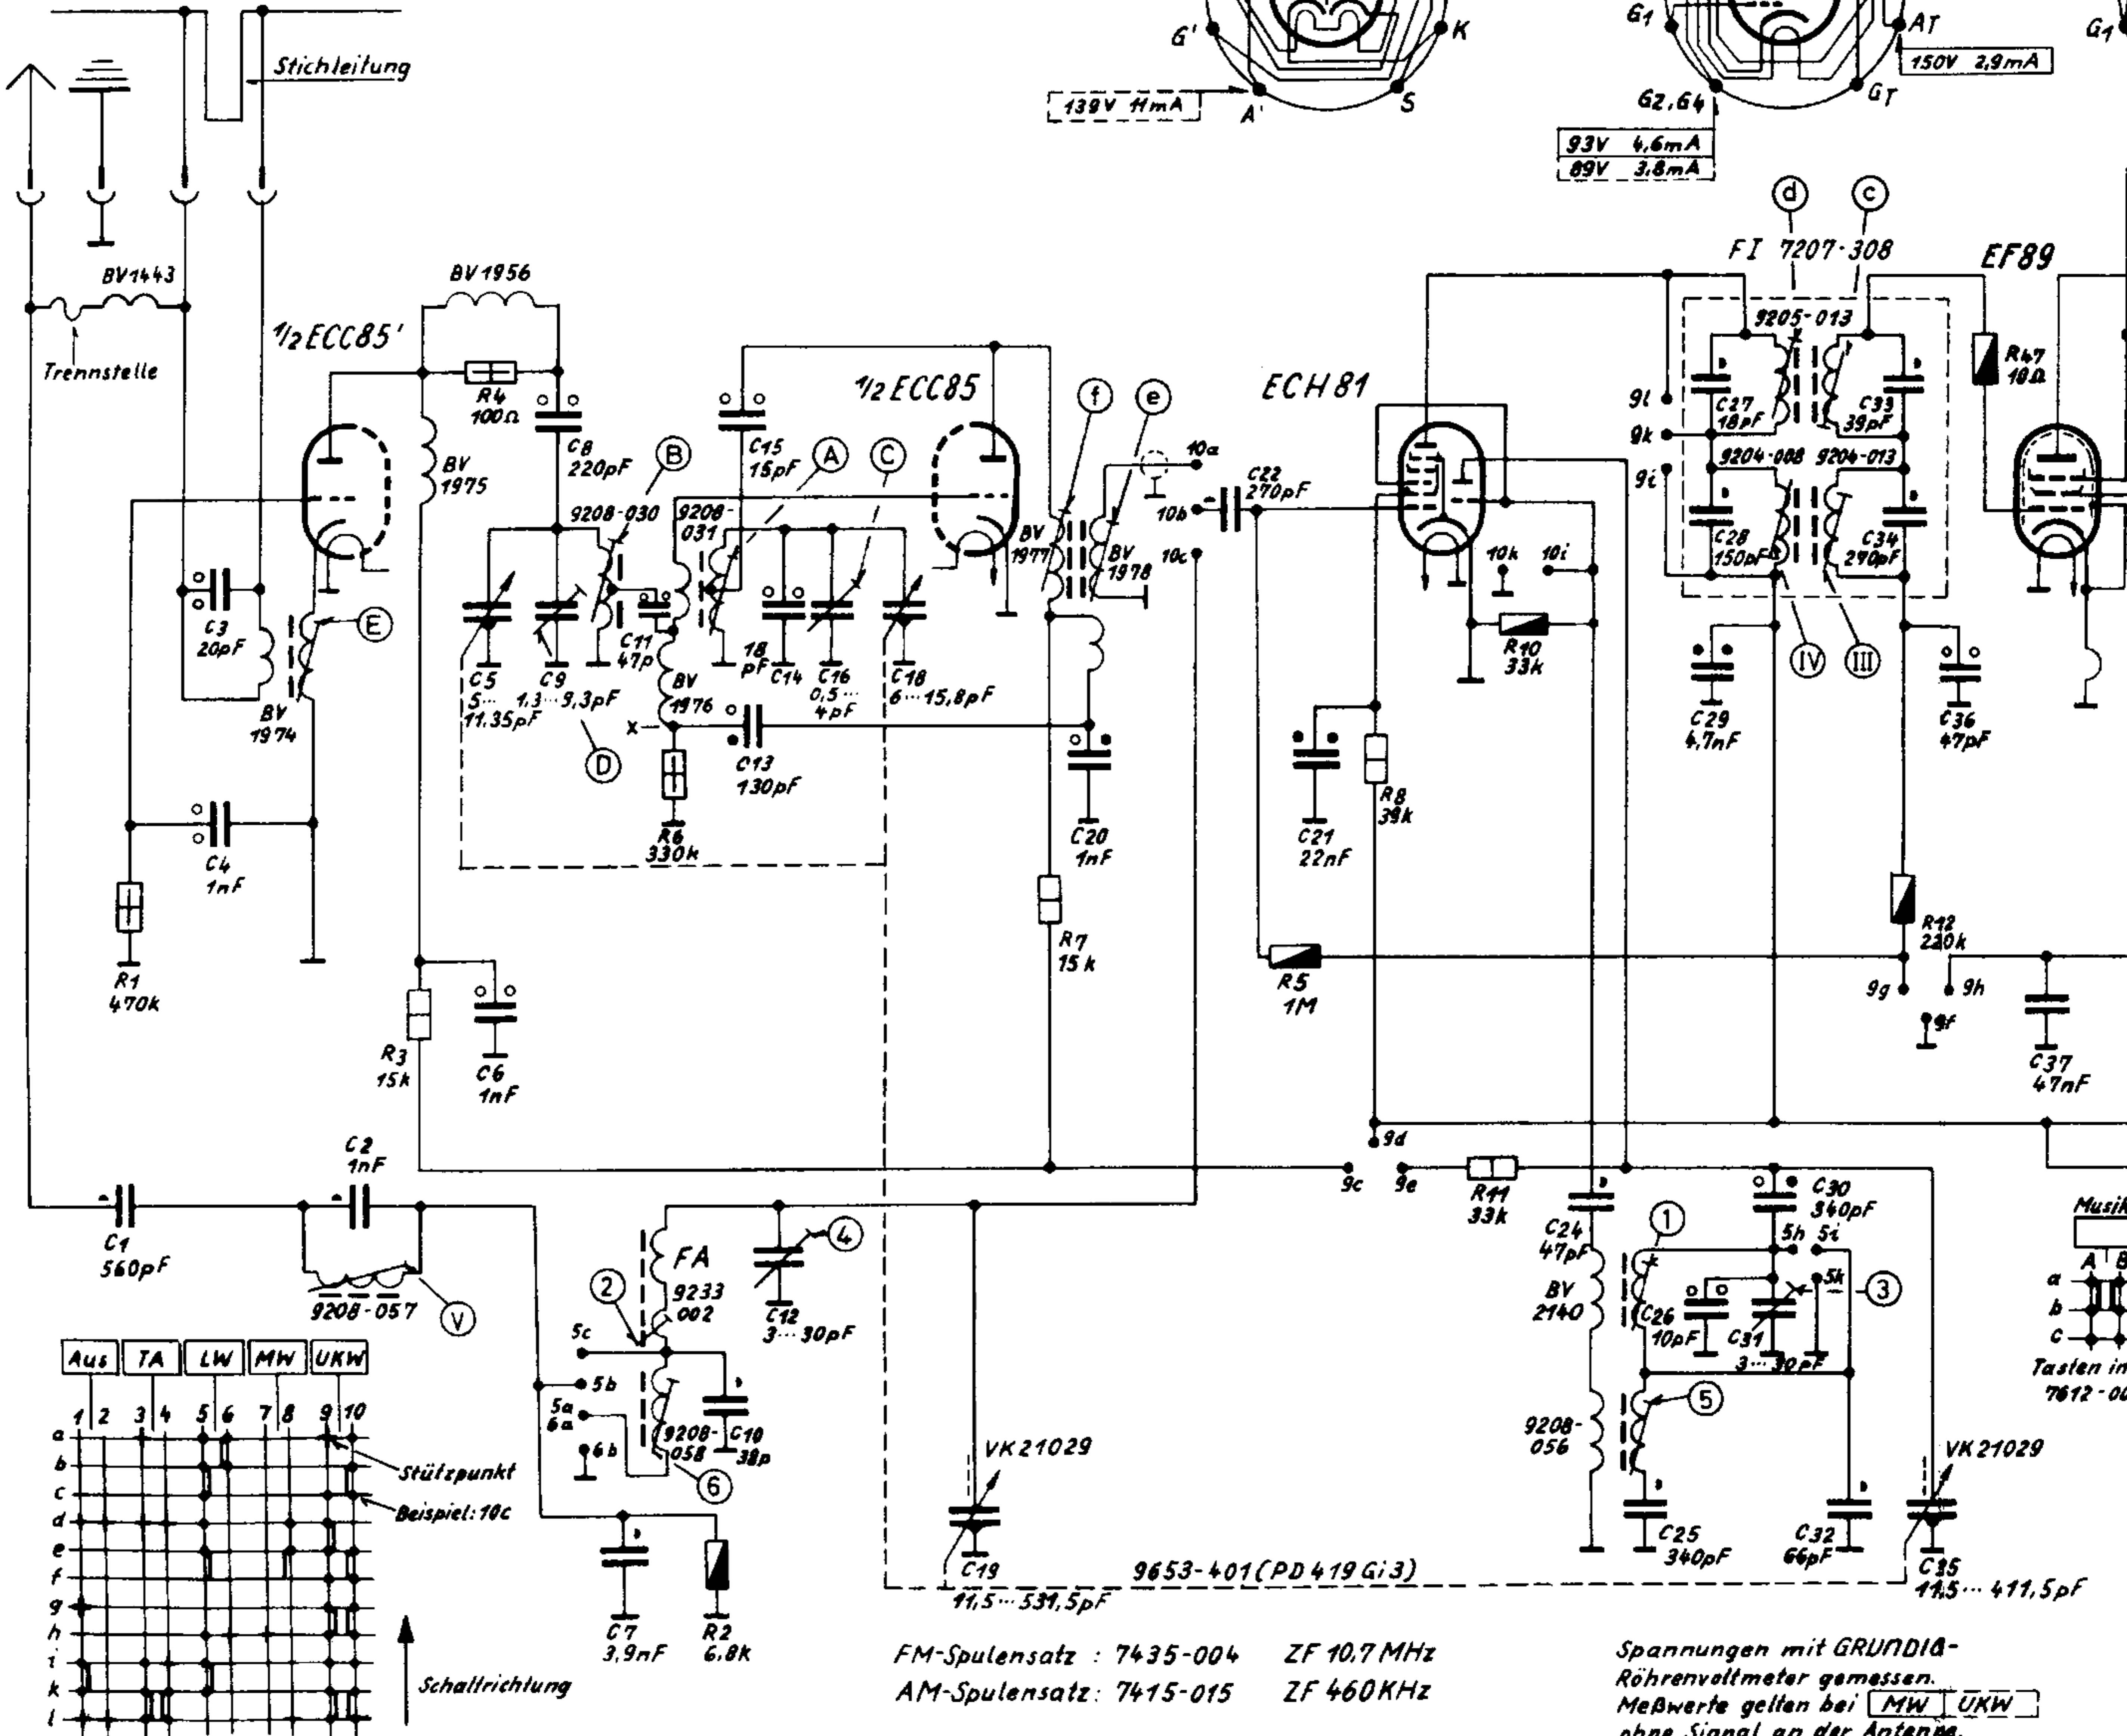 Stichleitung
G'
K
139V 11mA
A'
S
G1
AT
G1
150V 2,9mA
G2, G4
GT
93V 4,6mA
89V 3,8mA
d
c
FI 7207-308
EF89
BV1443
BV1956
1/2 ECC85'
Trennstelle
R4
100Ω
C8
220pF
BV
1975
C15
15pF
1/2 ECC85
B
A
C
f
e
ECH 81
9205-013
R47
10Ω
9l
9k
9i
C27
18pF
C33
39pF
9204-008
9204-013
C28
150pF
C34
270pF
10a
10b
10c
C22
270pF
10k
10i
9208-030
9208-
031
BV
1977
BV
1978
C3
20pF
E
BV
1974
C5
5...
11,35pF
C9
1,3...9,3pF
D
C11
47p
BV
1976
X
18
pF
C14
C16
0,5...
4pF
C18
6...15,8pF
R10
33k
IV
III
C29
4,7nF
C36
47pF
C13
130pF
R6
330k
C20
1nF
C21
22nF
R8
39k
C4
1nF
R1
470k
R7
15k
R5
1M
R12
220k
9g
9h
9f
C37
47nF
R3
15k
C6
1nF
C2
1nF
C1
560pF
9208-057
V
9d
9c
9e
R11
33k
C24
47pF
BV
2140
1
C30
340pF
5h
5i
5k
3
C26
10pF
C31
3...30pF
FA
9233
002
2
4
C12
3...30pF
5c
5b
5a
6a
6b
9208-
058
C10
38p
6
9208-
056
5
VK21029
VK21029
C25
340pF
C32
66pF
C35
11,5...411,5pF
C19
11,5...531,5pF
9653-401 (PD 419 Gi3)
C7
3,9nF
R2
6,8k
Musik
A B
a
b
c
Tasten in
7612-00
Aus TA LW MW UKW
1 2 3 4 5 6 7 8 9 10
a
b
c
d
e
f
g
h
i
k
l
Stützpunkt
Beispiel: 10c
Schaltrichtung
FM-Spulensatz : 7435-004 ZF 10,7 MHz
AM-Spulensatz : 7415-015 ZF 460KHz
Spannungen mit GRUNDIG-
Röhrenvoltmeter gemessen.
Meßwerte gelten bei MW UKW
ohne Signal an der Antenne.